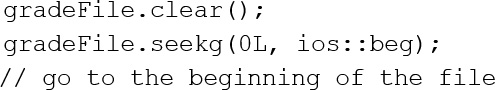 gradeFile.clear();
gradeFile.seekg(0L, ios::beg);
// go to the beginning of the file